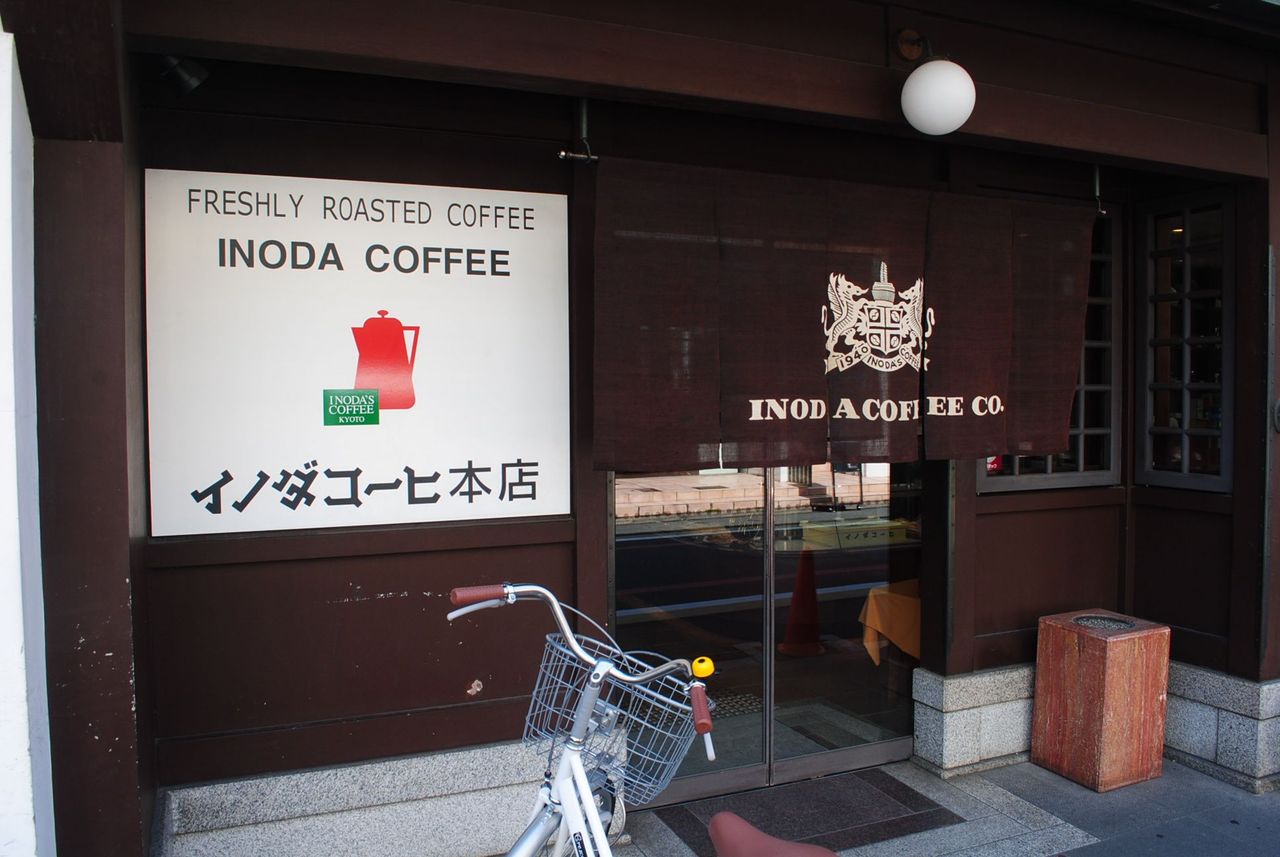 FRESHLY ROASTED COFFEE
INODA COFFEE
INODA'S
COFFEE
KYOTO
イノダコーヒ本店
1940 INODA'S COFFEE
INODA COFFEE CO.
イノダコーヒ